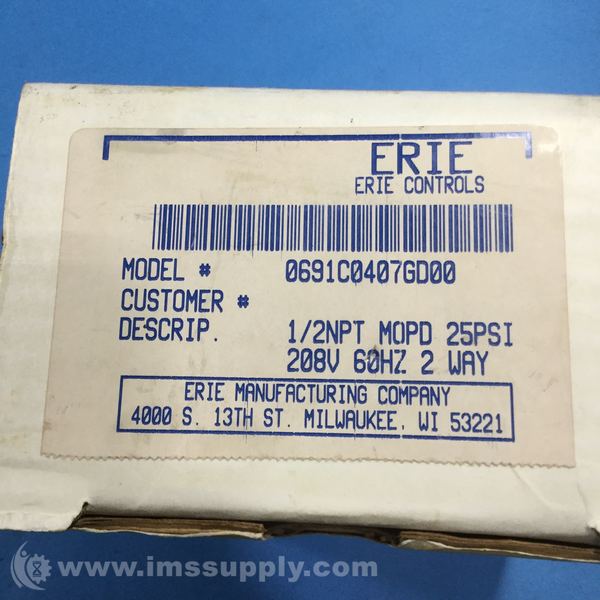 ERIE
ERIE CONTROLS
MODEL # 0691C0407GD00
CUSTOMER #
DESCRIP. 1/2NPT MOPD 25PSI
208V 60HZ 2 WAY
ERIE MANUFACTURING COMPANY
4000 S. 13TH ST. MILWAUKEE, WI 53221
www.imssupply.com